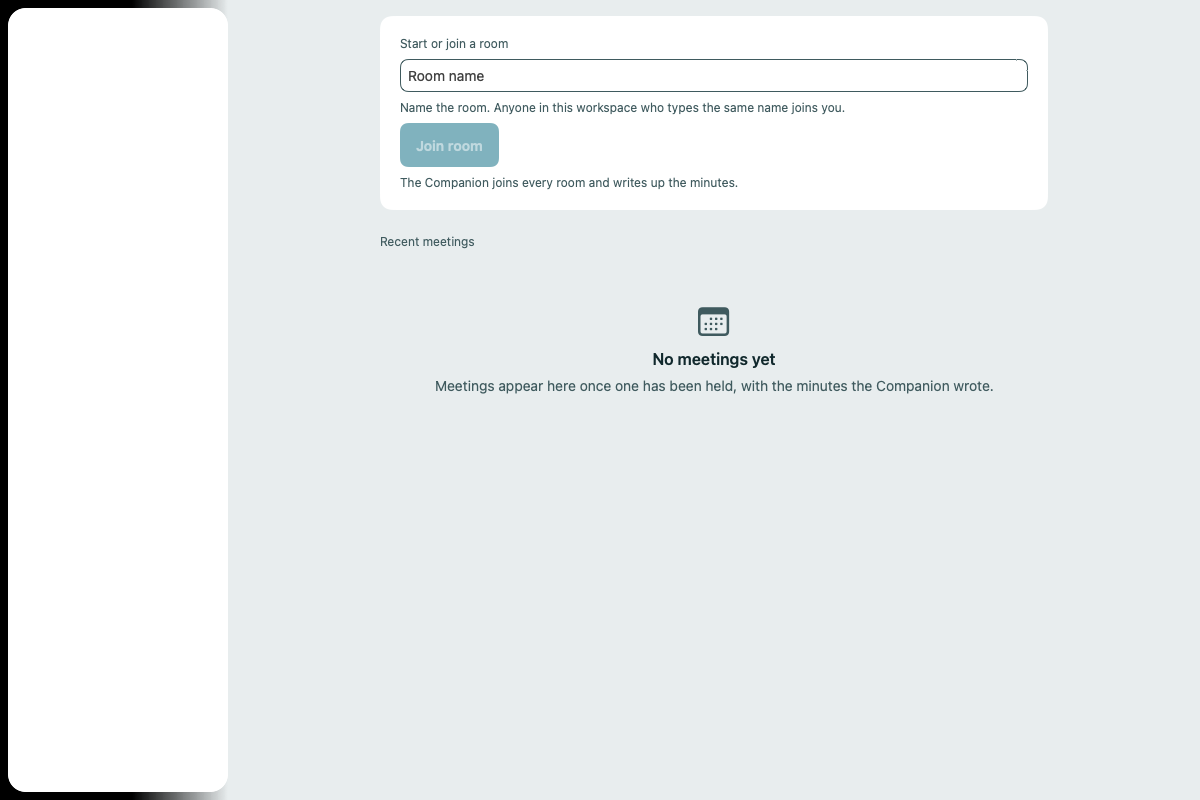 Start or join a room
Room name
Name the room. Anyone in this workspace who types the same name joins you.
Join room
The Companion joins every room and writes up the minutes.
Recent meetings
No meetings yet
Meetings appear here once one has been held, with the minutes the Companion wrote.